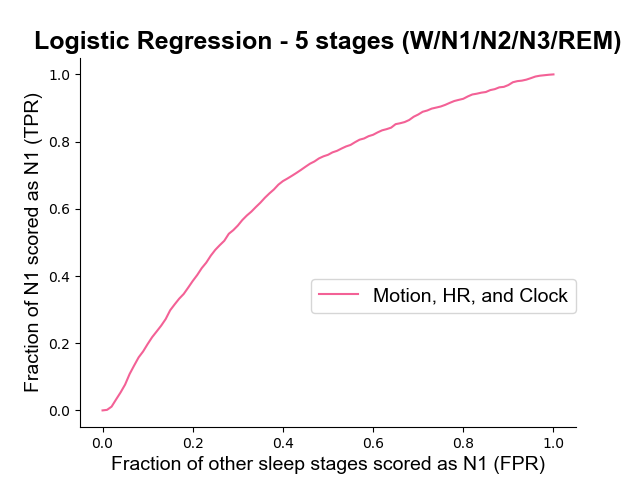 Logistic Regression - 5 stages (W/N1/N2/N3/REM)
Fraction of N1 scored as N1 (TPR)
1.0
0.8
0.6
0.4
0.2
0.0
Motion, HR, and Clock
0.0 0.2 0.4 0.6 0.8 1.0
Fraction of other sleep stages scored as N1 (FPR)